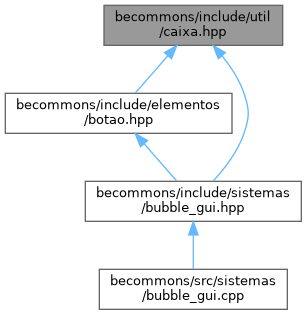 becommons/include/util
/caixa.hpp
becommons/include/elementos
/botao.hpp
becommons/include/sistemas
/bubble_gui.hpp
becommons/src/sistemas
/bubble_gui.cpp